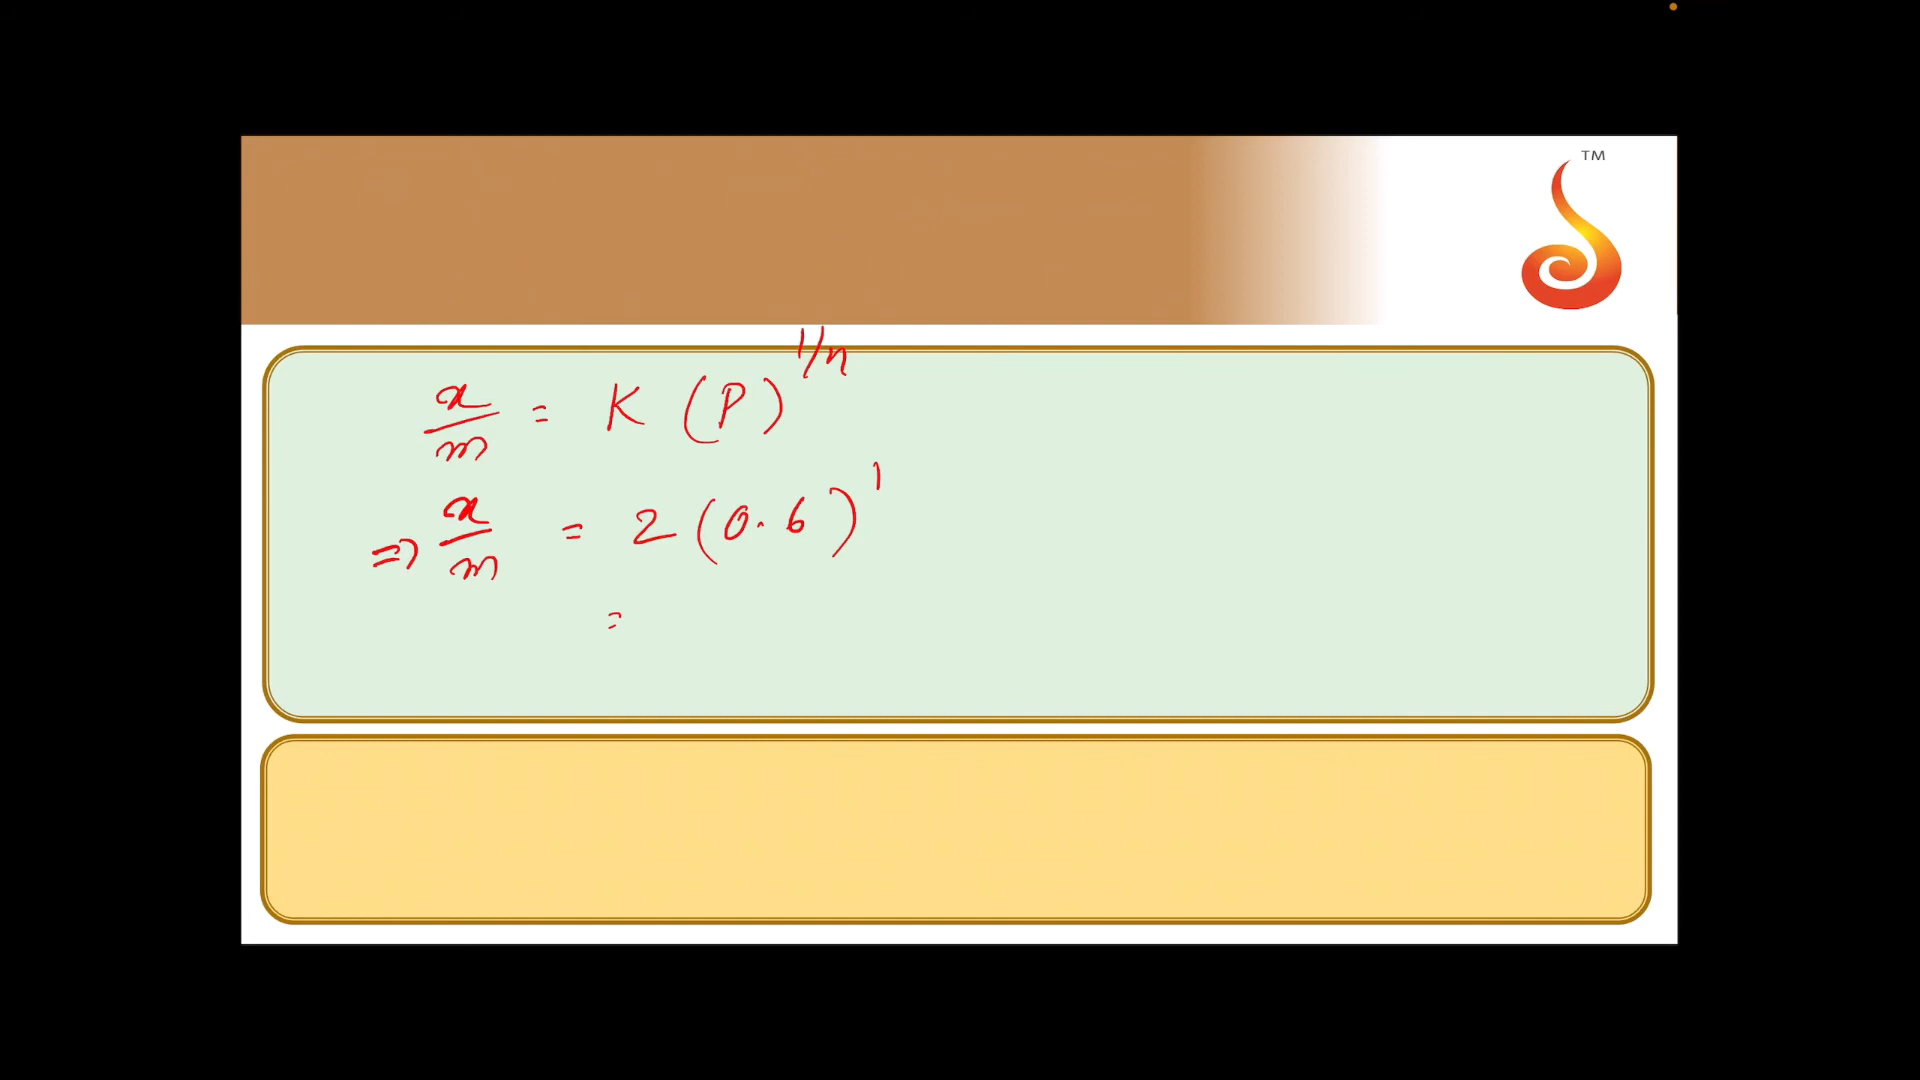 TM
x/m = K (P)^1/n
⇒ x/m = 2 (0.6)^1
=